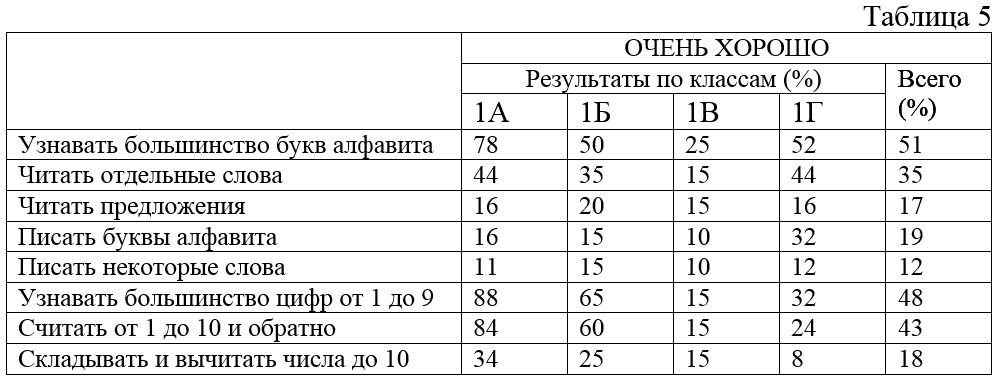 Таблица 5
ОЧЕНЬ ХОРОШО
Результаты по классам (%) Всего (%)
1А 1Б 1В 1Г
Узнавать большинство букв алфавита 78 50 25 52 51
Читать отдельные слова 44 35 15 44 35
Читать предложения 16 20 15 16 17
Писать буквы алфавита 16 15 10 32 19
Писать некоторые слова 11 15 10 12 12
Узнавать большинство цифр от 1 до 9 88 65 15 32 48
Считать от 1 до 10 и обратно 84 60 15 24 43
Складывать и вычитать числа до 10 34 25 15 8 18